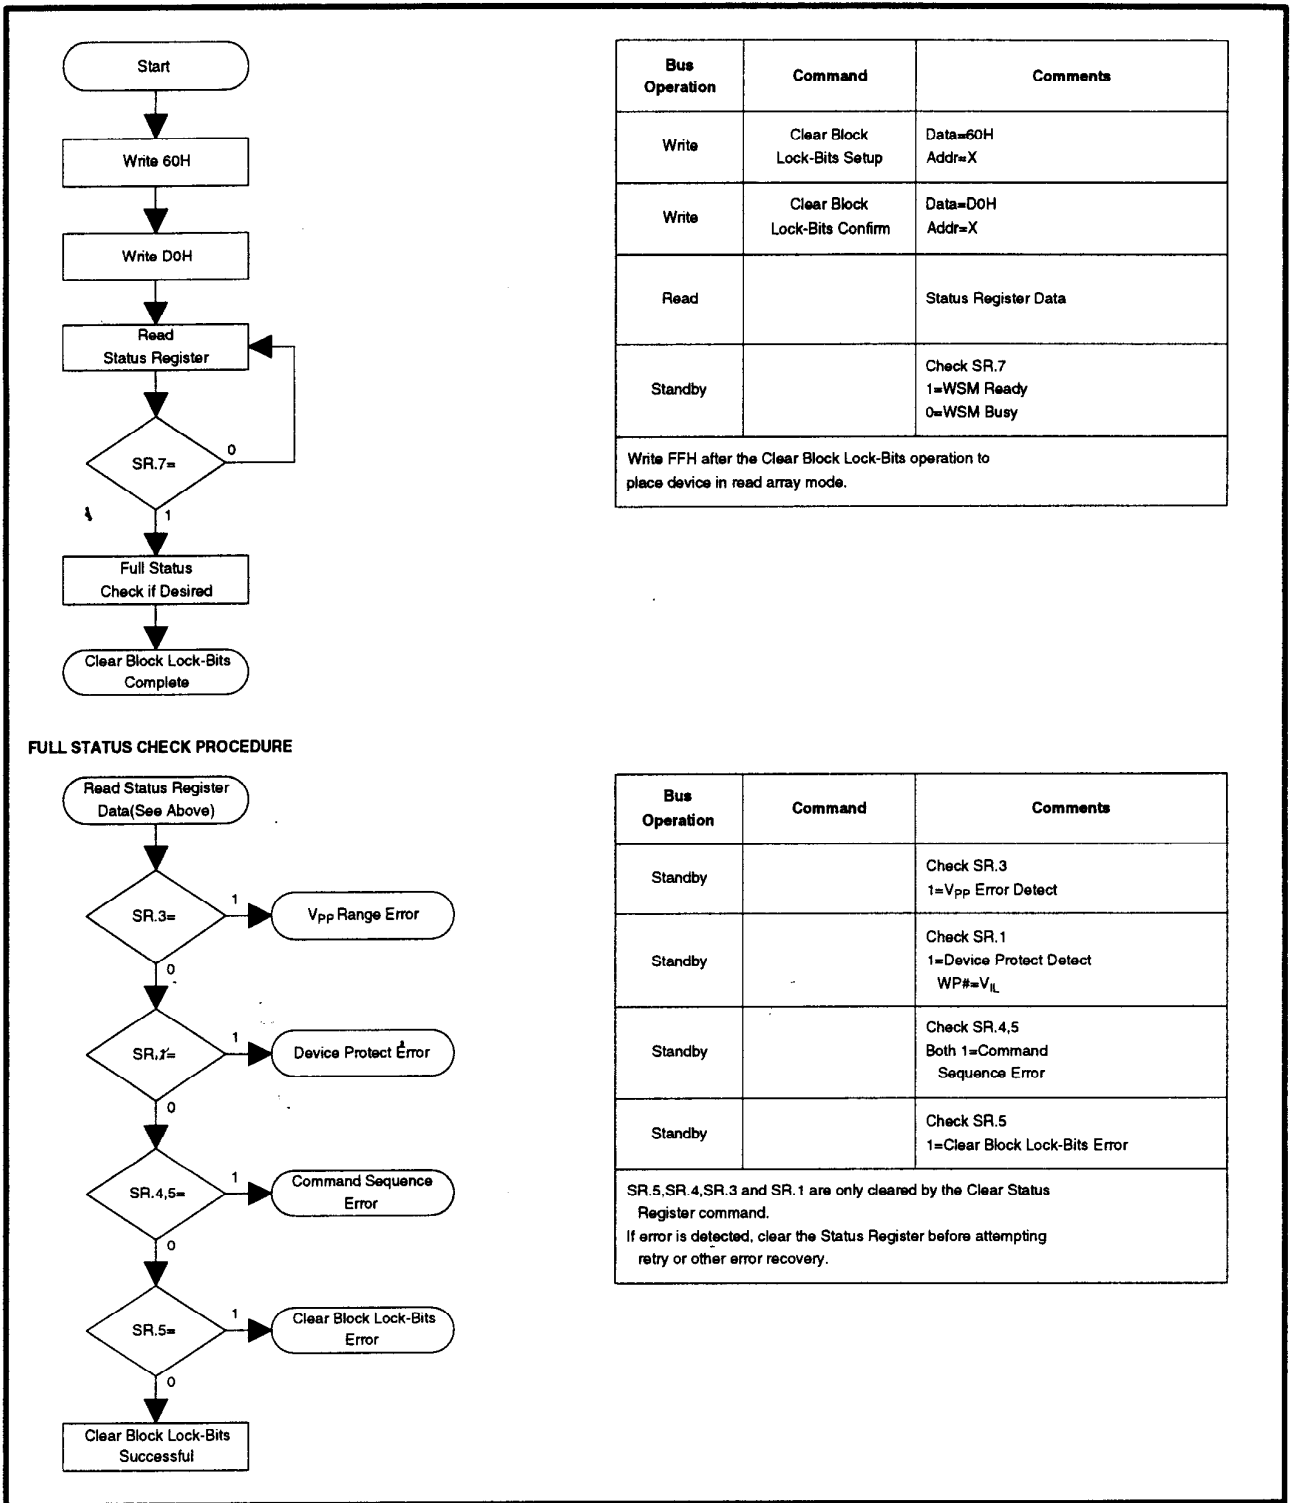 Start
Write 60H
Write D0H
Read
Status Register
SR.7=
0
1
Full Status
Check if Desired
Clear Block Lock-Bits
Complete
Bus
Operation
Command
Comments
Write
Clear Block
Lock-Bits Setup
Data=60H
Addr=X
Write
Clear Block
Lock-Bits Confirm
Data=D0H
Addr=X
Read
Status Register Data
Standby
Check SR.7
1=WSM Ready
0=WSM Busy
Write FFH after the Clear Block Lock-Bits operation to
place device in read array mode.
FULL STATUS CHECK PROCEDURE
Read Status Register
Data(See Above)
SR.3=
1
VPP Range Error
0
SR.1=
1
Device Protect Error
0
SR.4,5=
1
Command Sequence
Error
0
SR.5=
1
Clear Block Lock-Bits
Error
0
Clear Block Lock-Bits
Successful
Bus
Operation
Command
Comments
Standby
Check SR.3
1=VPP Error Detect
Standby
Check SR.1
1=Device Protect Detect
WP#=VIL
Standby
Check SR.4,5
Both 1=Command
Sequence Error
Standby
Check SR.5
1=Clear Block Lock-Bits Error
SR.5,SR.4,SR.3 and SR.1 are only cleared by the Clear Status
Register command.
If error is detected, clear the Status Register before attempting
retry or other error recovery.